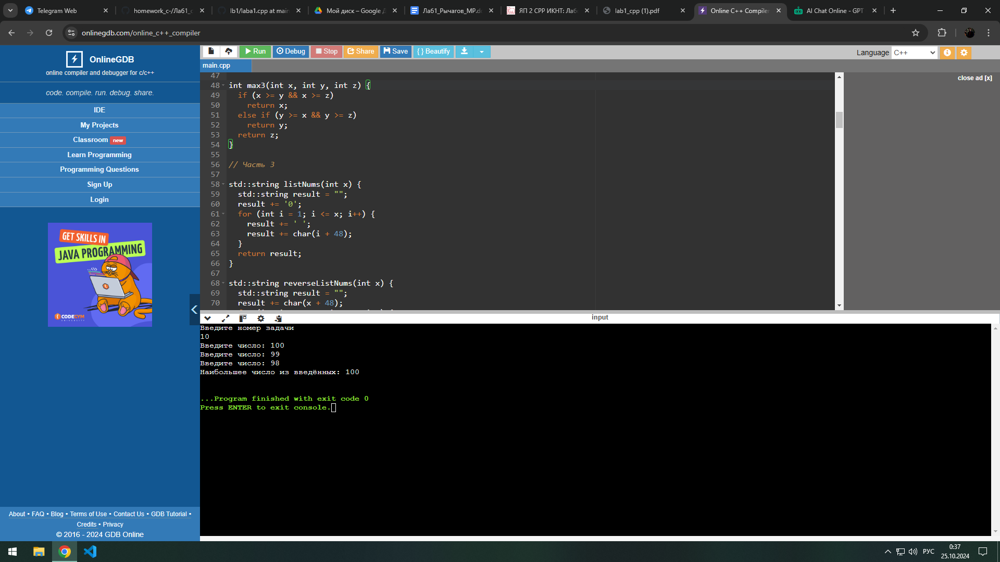 Telegram Web
homework_c-/Лаб1_c
lb1/laba1.cpp at main
Мой диск – Google Д
Лаб1_Рычагов_МР.do
ЯП 2 СРР ИКНТ: Лабо
lab1_cpp (1).pdf
Online C++ Compiler
AI Chat Online - GPT
onlinegdb.com/online_c++_compiler
OnlineGDB
online compiler and debugger for c/c++
code. compile. run. debug. share.
IDE
My Projects
Classroom new
Learn Programming
Programming Questions
Sign Up
Login
GET SKILLS IN
JAVA PROGRAMMING
CODEGYM
UNIVERSITY
About • FAQ • Blog • Terms of Use • Contact Us • GDB Tutorial •
Credits • Privacy
© 2016 - 2024 GDB Online
Run Debug Stop Share Save {} Beautify
Language C++
main.cpp
close ad [x]
47
48 int max3(int x, int y, int z) {
49 if (x >= y && x >= z)
50 return x;
51 else if (y >= x && y >= z)
52 return y;
53 return z;
54 }
55
56 // Часть 3
57
58 std::string listNums(int x) {
59 std::string result = "";
60 result += '0';
61 for (int i = 1; i <= x; i++) {
62 result += ' ';
63 result += char(i + 48);
64 }
65 return result;
66 }
67
68 std::string reverseListNums(int x) {
69 std::string result = "";
70 result += char(x + 48);
input
Введите номер задачи
10
Введите число: 100
Введите число: 99
Введите число: 98
Наибольшее число из введённых: 100
...Program finished with exit code 0
Press ENTER to exit console.
РУС
0:37
25.10.2024